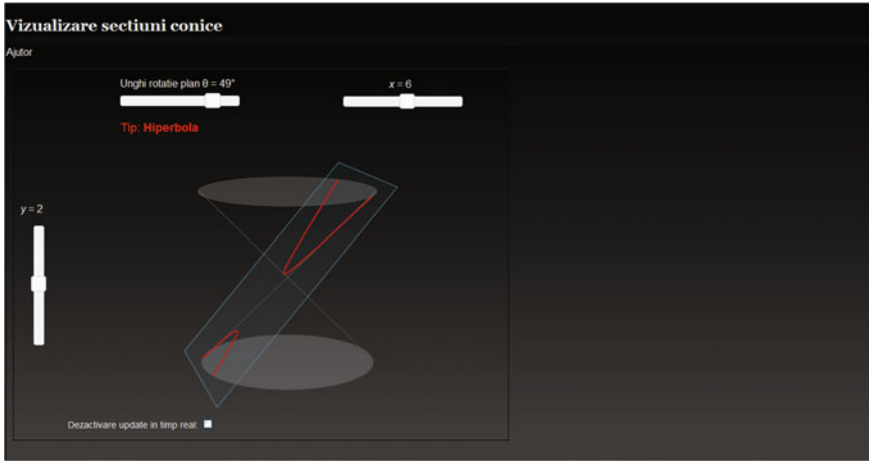 Vizualizare sectiuni conice
Ajutor
Unghi rotatie plan θ = 49°
x = 6
Tip: Hiperbola
y = 2
Dezactivare update in timp real: